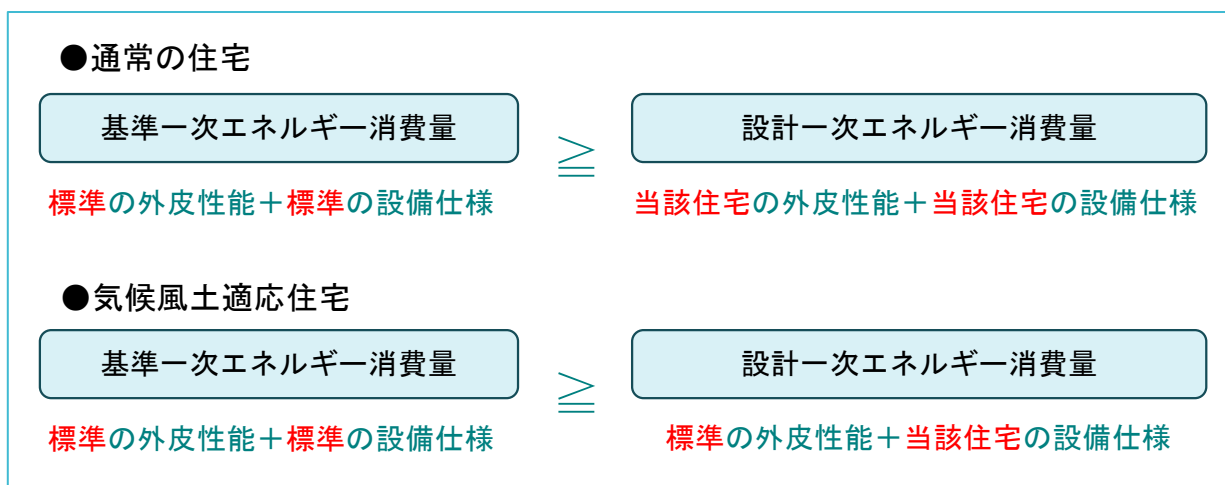 ●通常の住宅
基準一次エネルギー消費量 ≧ 設計一次エネルギー消費量
標準の外皮性能＋標準の設備仕様 当該住宅の外皮性能＋当該住宅の設備仕様
●気候風土適応住宅
基準一次エネルギー消費量 ≧ 設計一次エネルギー消費量
標準の外皮性能＋標準の設備仕様 標準の外皮性能＋当該住宅の設備仕様